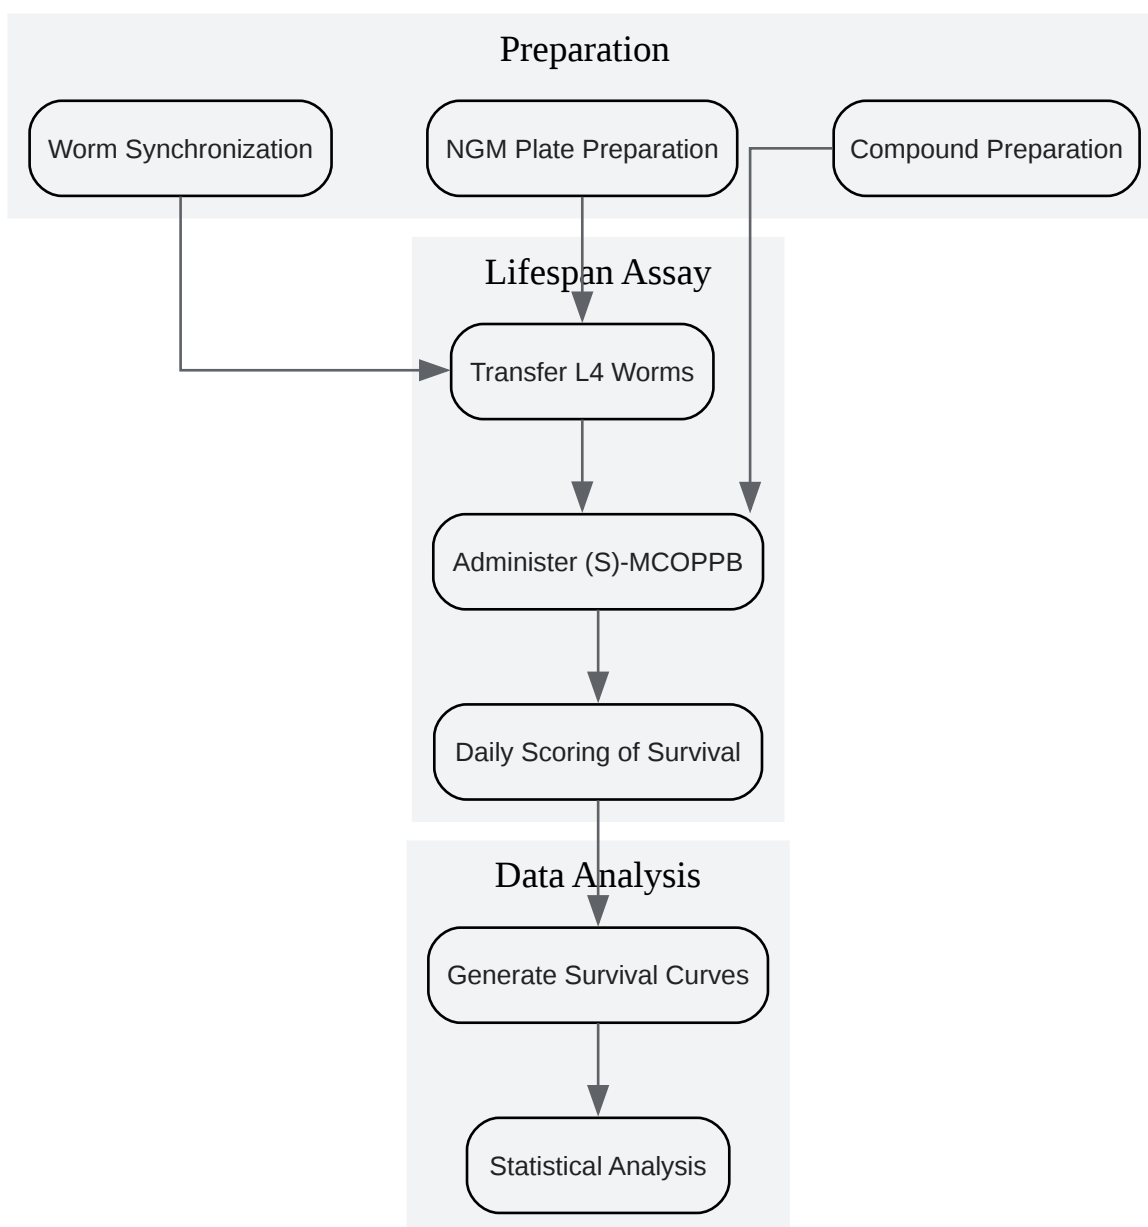 Preparation
Worm Synchronization
NGM Plate Preparation
Compound Preparation
Lifespan Assay
Transfer L4 Worms
Administer (S)-MCOPPB
Daily Scoring of Survival
Data Analysis
Generate Survival Curves
Statistical Analysis